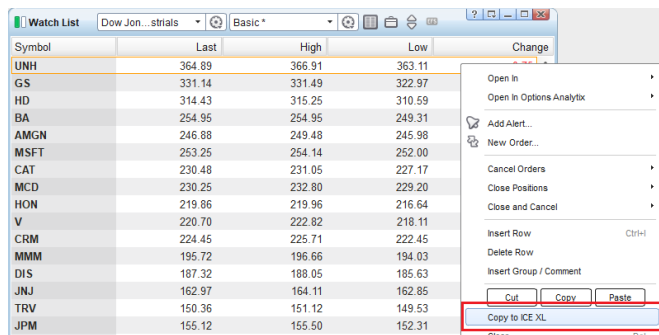 Watch List Dow Jon...strials Basic*
Symbol Last High Low Change
UNH 364.89 366.91 363.11
GS 331.14 331.49 322.97
HD 314.43 315.25 310.59
BA 254.95 254.95 249.31
AMGN 246.88 249.48 245.98
MSFT 253.25 254.14 252.00
CAT 230.48 231.05 227.17
MCD 230.25 232.80 229.20
HON 219.86 219.96 216.64
V 220.70 222.82 218.11
CRM 224.45 225.71 222.45
MMM 195.72 196.66 194.03
DIS 187.32 188.05 185.63
JNJ 162.97 164.11 162.85
TRV 150.36 151.12 149.53
JPM 155.12 155.50 152.31
Open In
Open In Options Analytix
Add Alert...
New Order...
Cancel Orders
Close Positions
Close and Cancel
Insert Row Ctrl+I
Delete Row
Insert Group / Comment
Cut Copy Paste
Copy to ICE XL